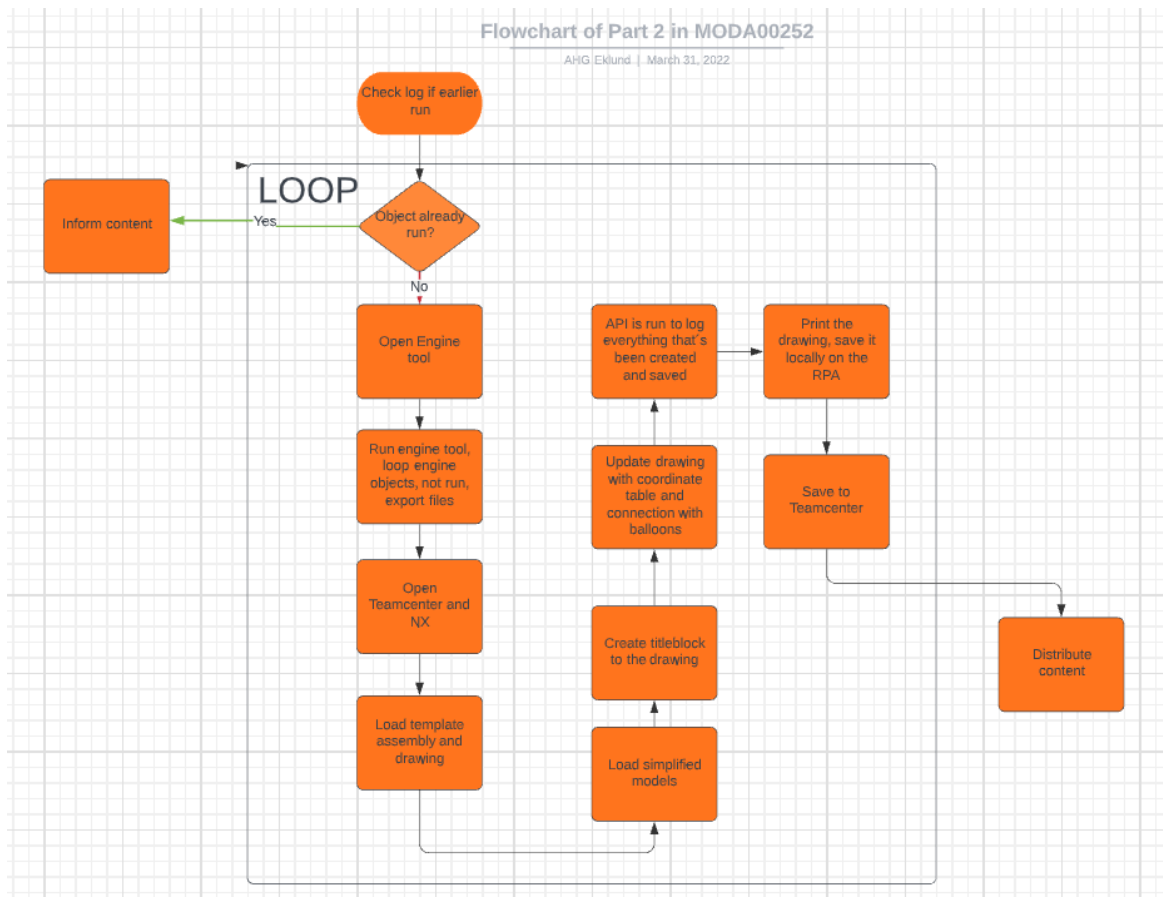 Flowchart of Part 2 in MODA00252
AHG Eklund | March 31, 2022
Check log if earlier
run
LOOP
Object already
run?
Yes
Inform content
No
Open Engine
tool
Run engine tool,
loop engine
objects, not run,
export files
Open
Teamcenter and
NX
Load template
assembly and
drawing
Load simplified
models
Create titleblock
to the drawing
Update drawing
with coordinate
table and
connection with
balloons
API is run to log
everything that´s
been created
and saved
Print the
drawing, save it
locally on the
RPA
Save to
Teamcenter
Distribute
content